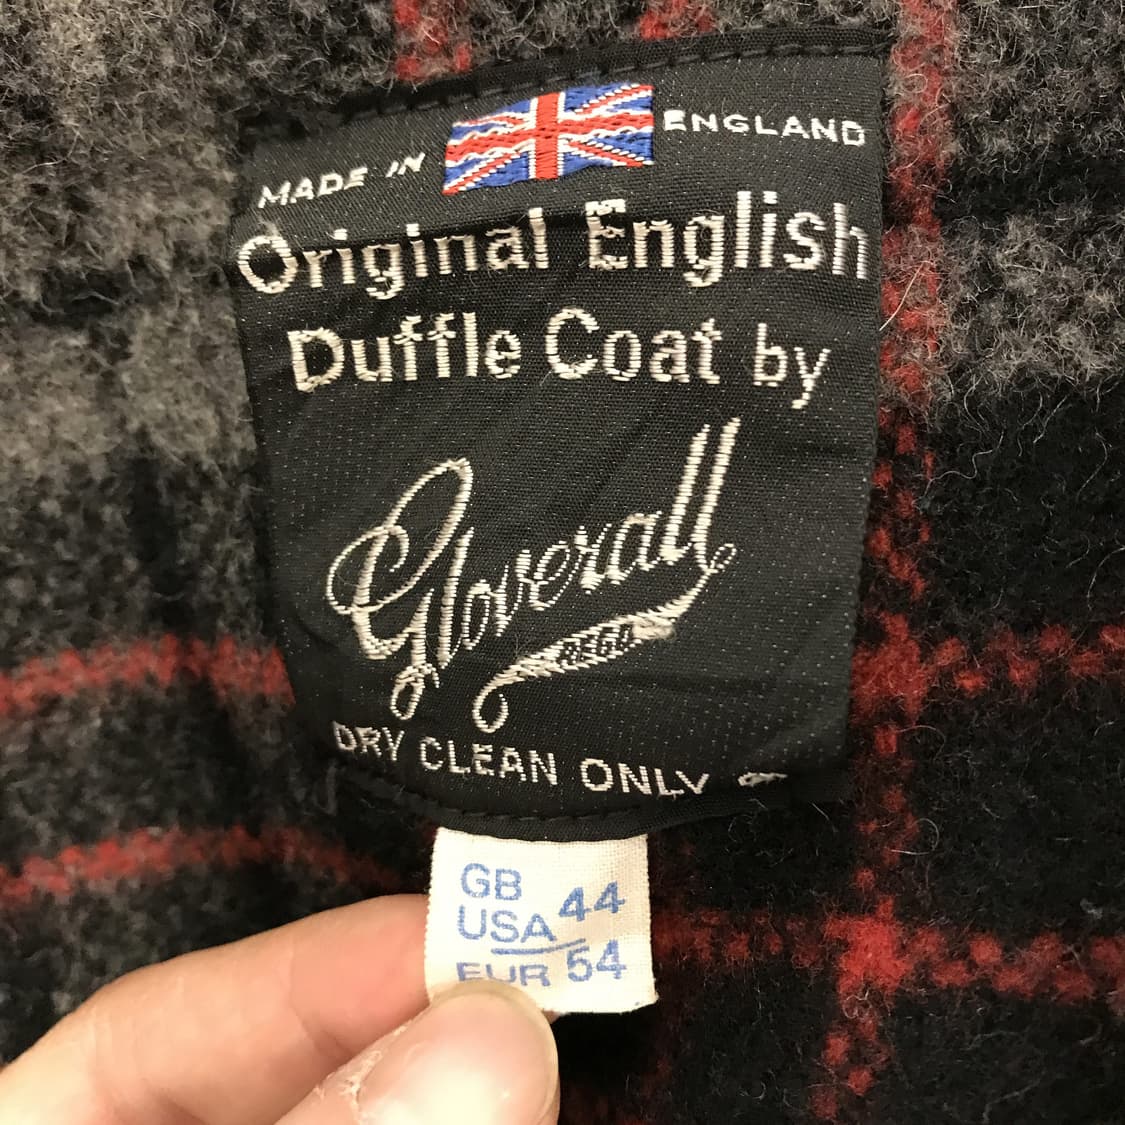 MADE IN ENGLAND
Original English
Duffle Coat by
Gloverall
DRY CLEAN ONLY
GB
USA 44
EUR 54